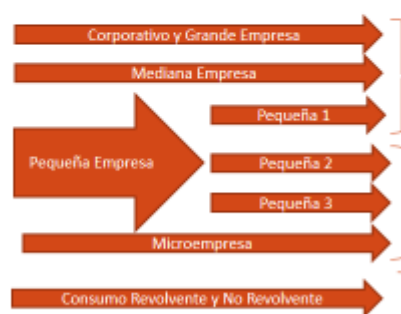 Corporativo y Grande Empresa
Mediana Empresa
Pequeña 1
Pequeña Empresa
Pequeña 2
Pequeña 3
Microempresa
Consumo Revolvente y No Revolvente